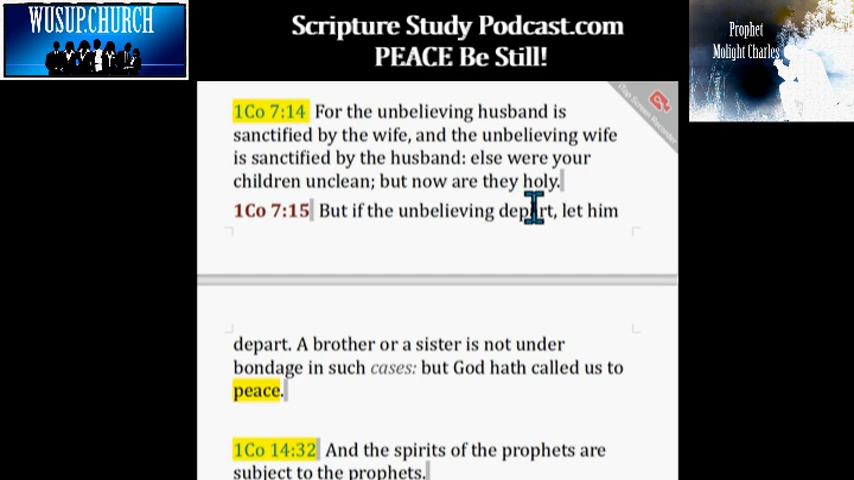 WUSUP.CHURCH
Scripture Study Podcast.com
PEACE Be Still!
Prophet
Molight Charles
iTop Screen Recorder
1Co 7:14 For the unbelieving husband is
sanctified by the wife, and the unbelieving wife
is sanctified by the husband: else were your
children unclean; but now are they holy.
1Co 7:15 But if the unbelieving depart, let him
depart. A brother or a sister is not under
bondage in such cases: but God hath called us to
peace.
1Co 14:32 And the spirits of the prophets are
subject to the prophets.